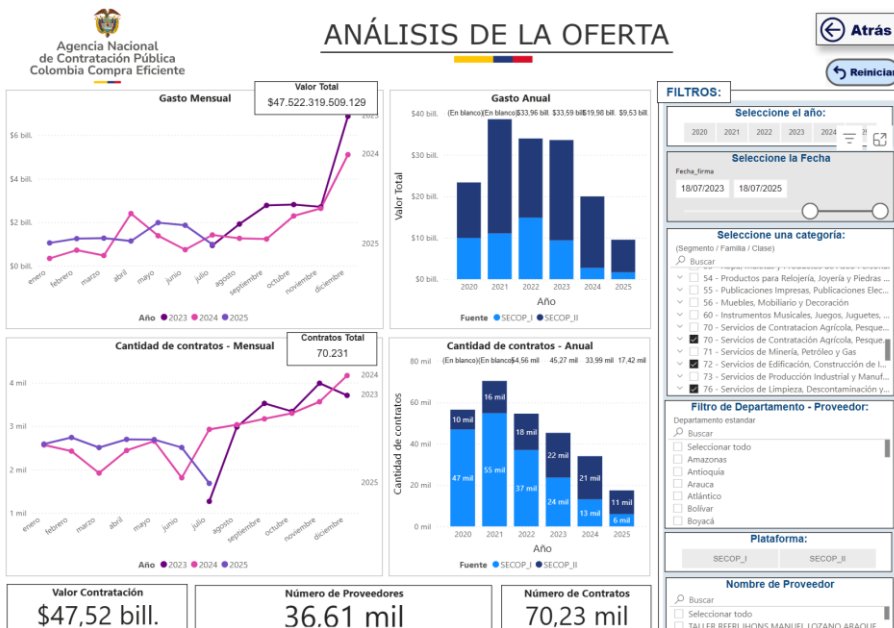 Agencia Nacional
de Contratación Pública
Colombia Compra Eficiente
ANÁLISIS DE LA OFERTA
Atrás
Reiniciar
Gasto Mensual
Valor Total
$47.522.319.509.129
$6 bill.
$4 bill.
$2 bill.
$0 bill.
2023
2024
2025
enero
febrero
marzo
abril
mayo
junio
julio
agosto
septiembre
octubre
noviembre
diciembre
Año 2023 2024 2025
Gasto Anual
(En blanco) (En blanco) $33,96 bill. $33,59 bill. $19,98 bill. $9,53 bill.
Valor Total
$40 bill.
$30 bill.
$20 bill.
$10 bill.
$0 bill.
2020 2021 2022 2023 2024 2025
Año
Fuente SECOP_I SECOP_II
FILTROS:
Seleccione el año:
2020 2021 2022 2023 2024
Seleccione la Fecha
Fecha_firma
18/07/2023 18/07/2025
Seleccione una categoría:
(Segmento / Familia / Clase)
Buscar
54 - Productos para Relojería, Joyería y Piedras ...
55 - Publicaciones Impresas, Publicaciones Elec...
56 - Muebles, Mobiliario y Decoración
60 - Instrumentos Musicales, Juegos, Juguetes, ...
70 - Servicios de Contratacion Agrícola, Pesque...
70 - Servicios de Contratación Agrícola, Pesque...
71 - Servicios de Minería, Petróleo y Gas
72 - Servicios de Edificación, Construcción de I...
73 - Servicios de Producción Industrial y Manuf...
76 - Servicios de Limpieza, Descontaminación y...
Cantidad de contratos - Mensual
Contratos Total
70.231
4 mil
3 mil
2 mil
1 mil
2024
2023
2025
enero
febrero
marzo
abril
mayo
junio
julio
agosto
septiembre
octubre
noviembre
diciembre
Año 2023 2024 2025
Cantidad de contratos - Anual
(En blanco) (En blanco) 54,56 mil 45,27 mil 33,99 mil 17,42 mil
Cantidad de contratos
80 mil
60 mil
40 mil
20 mil
0 mil
10 mil
47 mil
16 mil
55 mil
18 mil
37 mil
22 mil
24 mil
21 mil
13 mil
11 mil
6 mil
2020 2021 2022 2023 2024 2025
Año
Fuente SECOP_I SECOP_II
Filtro de Departamento - Proveedor:
Departamento estandar
Buscar
Seleccionar todo
Amazonas
Antioquia
Arauca
Atlántico
Bolívar
Boyacá
Plataforma:
SECOP_I SECOP_II
Nombre de Proveedor
Buscar
Seleccionar todo
Valor Contratación
$47,52 bill.
Número de Proveedores
36,61 mil
Número de Contratos
70,23 mil